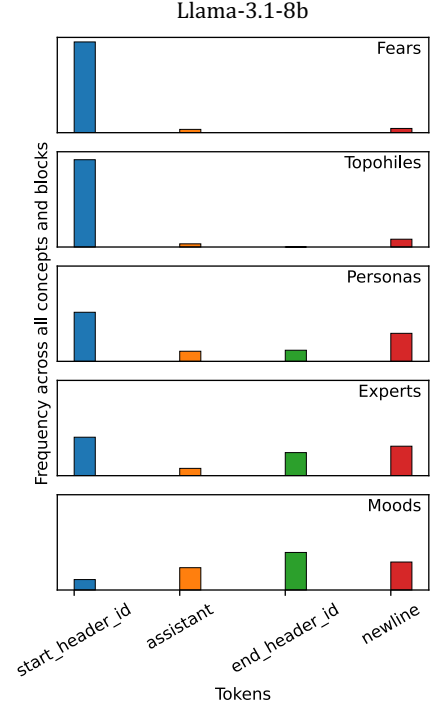 Llama-3.1-8b
Fears
Topohiles
Personas
Experts
Moods
Frequency across all concepts and blocks
start_header_id
assistant
end_header_id
newline
Tokens